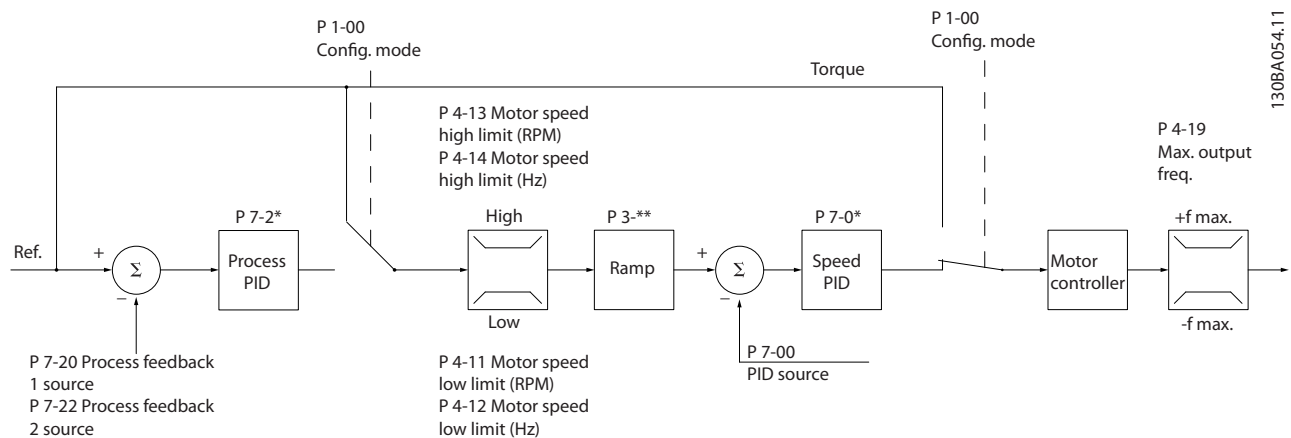 P 1-00
Config. mode
P 1-00
Config. mode
130BA054.11
Torque
P 4-13 Motor speed
high limit (RPM)
P 4-14 Motor speed
high limit (Hz)
P 4-19
Max. output
freq.
P 7-2*
High
P 3-**
P 7-0*
+f max.
Ref.
+
Σ
_
Process
PID
Ramp
+
Σ
_
Speed
PID
Motor
controller
Low
-f max.
P 7-20 Process feedback
1 source
P 7-22 Process feedback
2 source
P 4-11 Motor speed
low limit (RPM)
P 4-12 Motor speed
low limit (Hz)
P 7-00
PID source